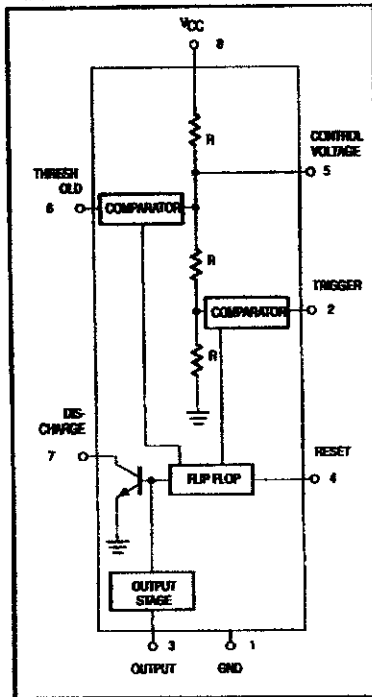 VCC
8
R
CONTROL
VOLTAGE
5
THRESH
OLD
6
COMPARATOR
R
TRIGGER
COMPARATOR
2
R
DIS-
CHARGE
7
RESET
FLIP FLOP
4
OUTPUT
STAGE
3
1
OUTPUT
GND